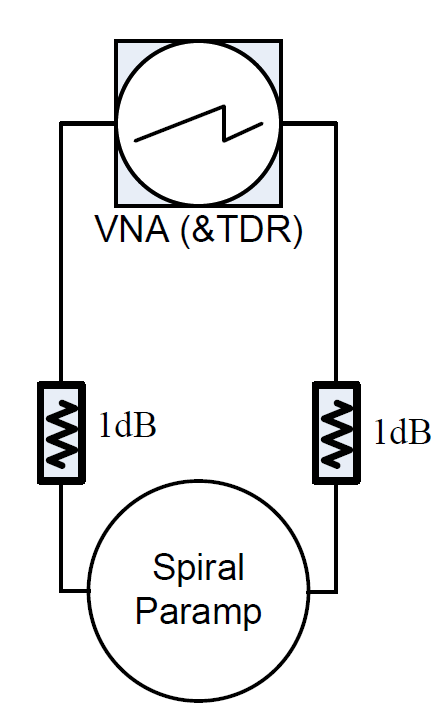 VNA (&TDR)
1dB
1dB
Spiral
Paramp